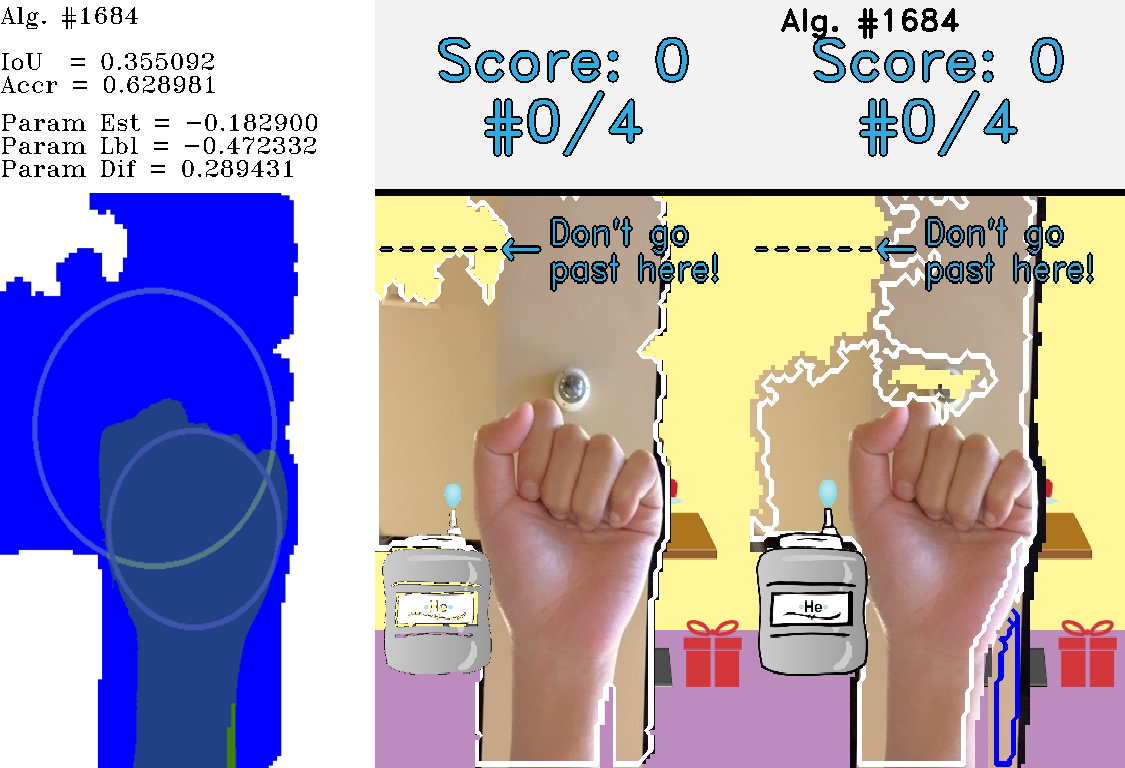 Alg. #1684
IoU = 0.355092
Accr = 0.628981
Param Est = −0.182900
Param Lbl = −0.472332
Param Dif = 0.289431
Score: 0
#0/4
Don't go
past here!
He
Alg. #1684
Score: 0
#0/4
Don't go
past here!
He